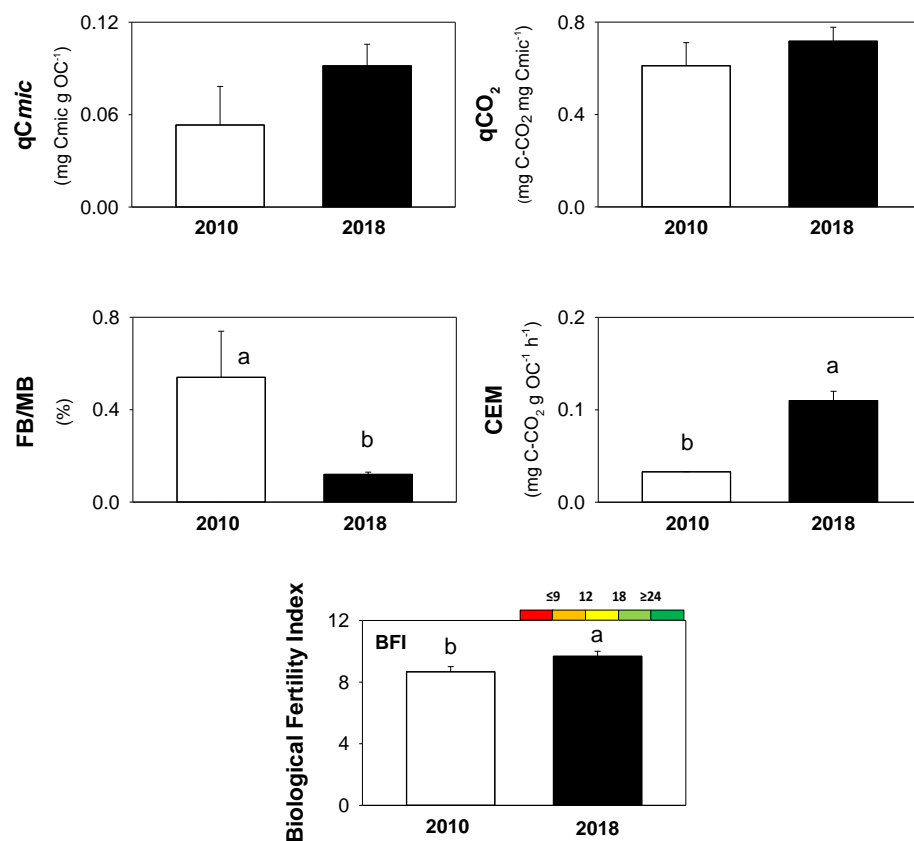 qCmic
(mg Cmic g OC⁻¹)
0.12
0.06
0.00
2010
2018
qCO₂
(mg C-CO₂ mg Cmic⁻¹)
0.8
0.4
0.0
2010
2018
FB/MB
(%)
0.8
0.4
0.0
a
b
2010
2018
CEM
(mg C-CO₂ g OC⁻¹ h⁻¹)
0.2
0.1
0.0
b
a
2010
2018
≤9 12 18 ≥24
Biological Fertility Index
12
8
4
0
BFI
b
a
2010
2018